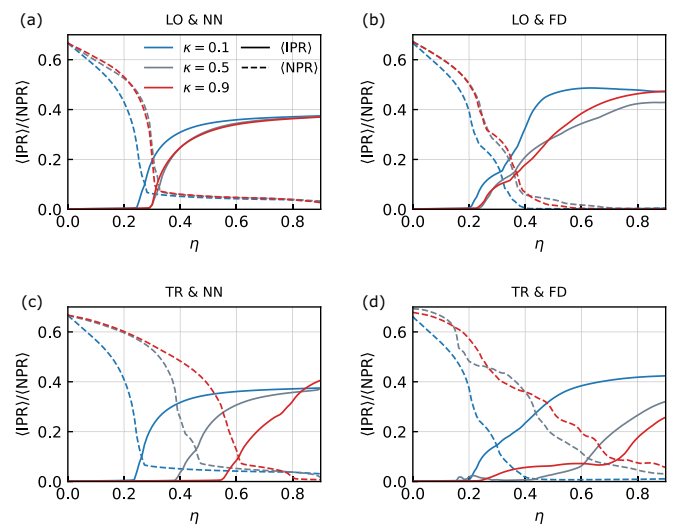 (a)
LO & NN
0.6
0.4
0.2
0.0
0.0 0.2 0.4 0.6 0.8
⟨IPR⟩/⟨NPR⟩
η
κ = 0.1
κ = 0.5
κ = 0.9
⟨IPR⟩
⟨NPR⟩
(b)
LO & FD
0.6
0.4
0.2
0.0
0.0 0.2 0.4 0.6 0.8
⟨IPR⟩/⟨NPR⟩
η
(c)
TR & NN
0.6
0.4
0.2
0.0
0.0 0.2 0.4 0.6 0.8
⟨IPR⟩/⟨NPR⟩
η
(d)
TR & FD
0.6
0.4
0.2
0.0
0.0 0.2 0.4 0.6 0.8
⟨IPR⟩/⟨NPR⟩
η